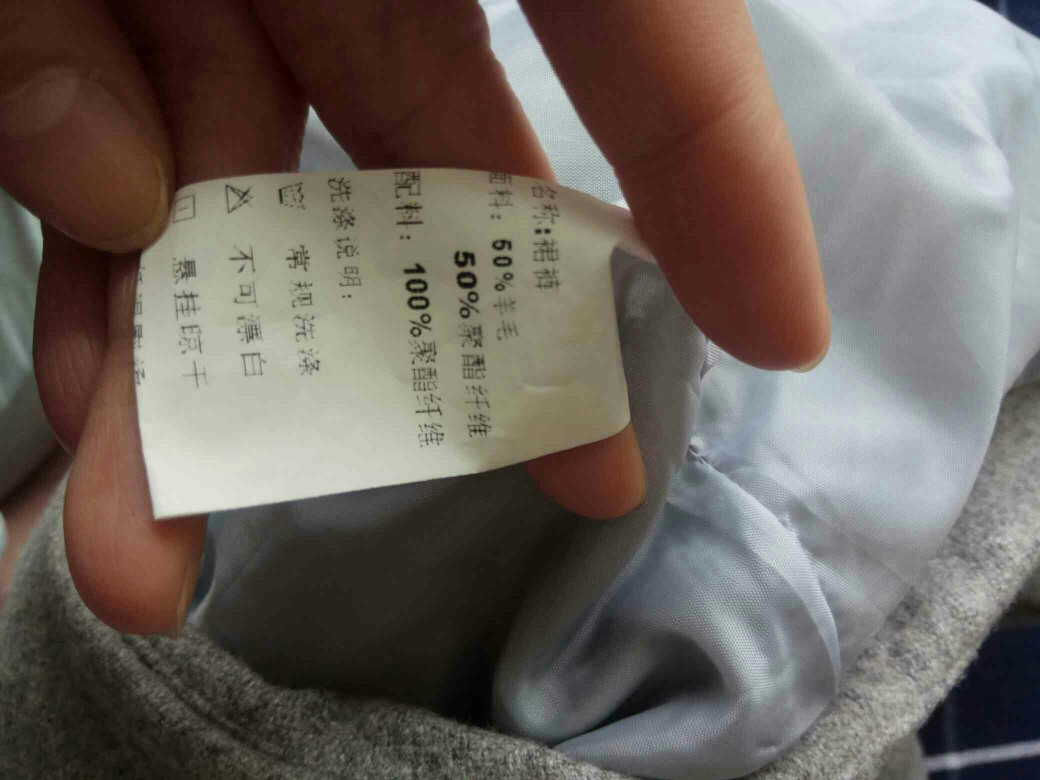 名称:裙裤
面料: 50%羊毛
50%聚酯纤维
配料: 100%聚酯纤维
洗涤说明:
常规洗涤
不可漂白
悬挂晾干